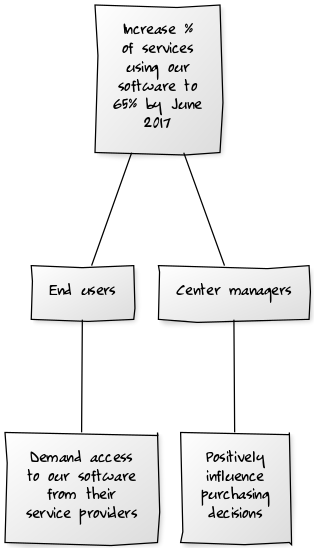 Increase %
of services
using our
software to
65% by June
2017
End users
Center managers
Demand access
to our software
from their
service providers
Positively
influence
purchasing
decisions